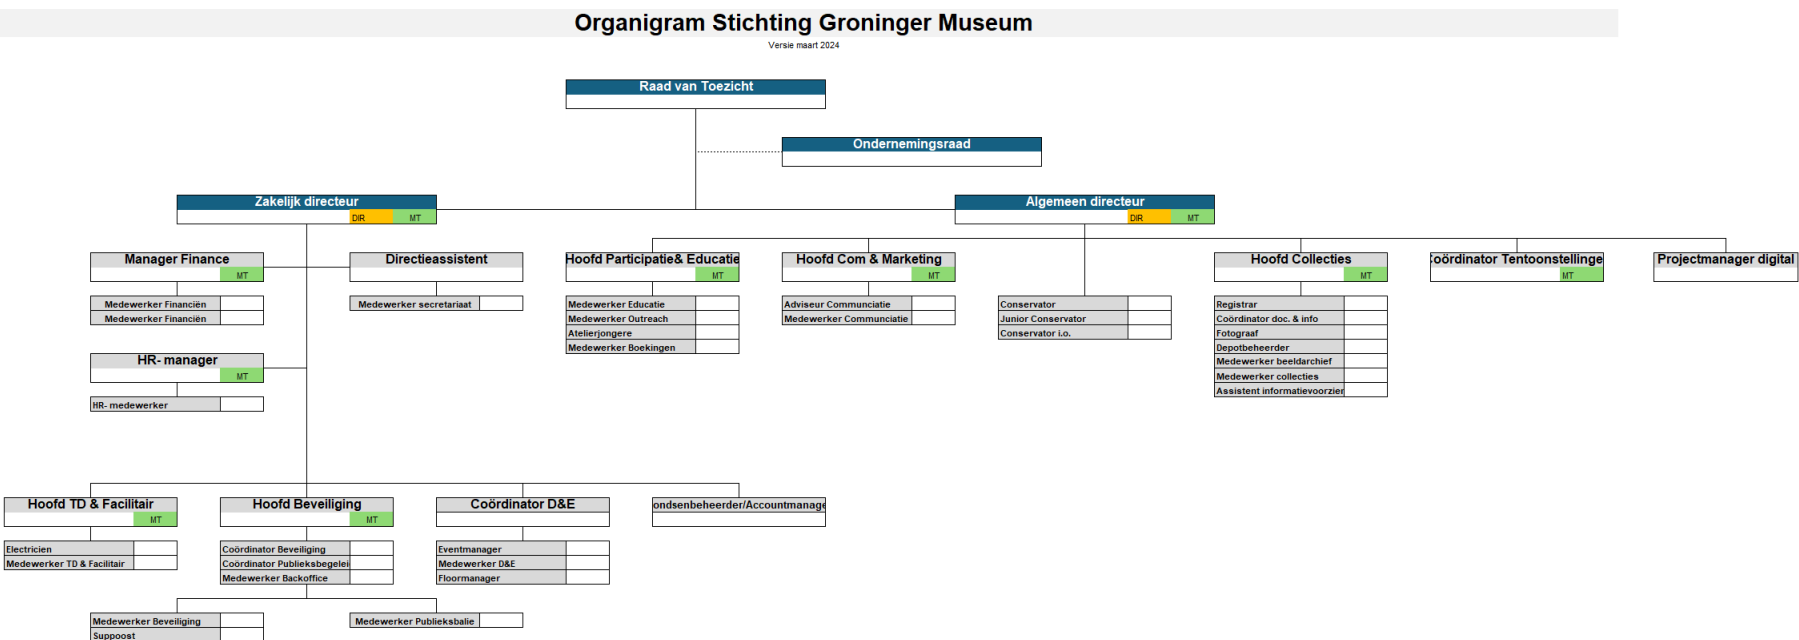 Organigram Stichting Groninger Museum
Versie maart 2024
Raad van Toezicht
Ondernemingsraad
Zakelijk directeur
DIR MT
Algemeen directeur
DIR MT
Manager Finance
MT
Directieassistent
Hoofd Participatie& Educatie
MT
Hoofd Com & Marketing
MT
Hoofd Collecties
MT
oördinator Tentoonstellinge
MT
Projectmanager digital
Medewerker Financiën
Medewerker Financiën
Medewerker secretariaat
Medewerker Educatie
Medewerker Outreach
Atelierjongere
Medewerker Boekingen
Adviseur Communciatie
Medewerker Communciatie
Conservator
Junior Conservator
Conservator i.o.
Registrar
Coördinator doc. & info
Fotograaf
Depotbeheerder
Medewerker beeldarchief
Medewerker collecties
Assistent informatievoorzier
HR- manager
MT
HR- medewerker
Hoofd TD & Facilitair
MT
Hoofd Beveiliging
MT
Coördinator D&E
ondsenbeheerder/Accountmanage
Electricien
Medewerker TD & Facilitair
Coördinator Beveiliging
Coördinator Publieksbegelei
Medewerker Backoffice
Eventmanager
Medewerker D&E
Floormanager
Medewerker Beveiliging
Suppoost
Medewerker Publieksbalie